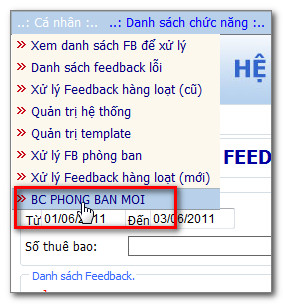 ..: Cá nhân :..  ..: Danh sách chức năng :..
Xem danh sách FB để xử lý
Danh sách feedback lỗi
Xử lý Feedback hàng loạt (cũ)
HỆ
Quản trị hệ thống
Quản trị template
Xử lý FB phòng ban
FEED
Xử lý Feedback hàng loạt (mới)
BC PHONG BAN MOI
Từ 01/06/2011 Đến 03/06/2011
Số thuê bao:
Danh sách Feedback.